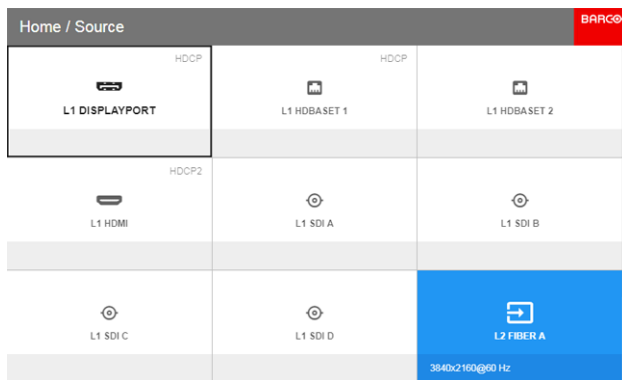 Home / Source
BARCO
HDCP
L1 DISPLAYPORT
HDCP
L1 HDBASET 1
L1 HDBASET 2
HDCP2
L1 HDMI
L1 SDI A
L1 SDI B
L1 SDI C
L1 SDI D
L2 FIBER A
3840x2160@60 Hz